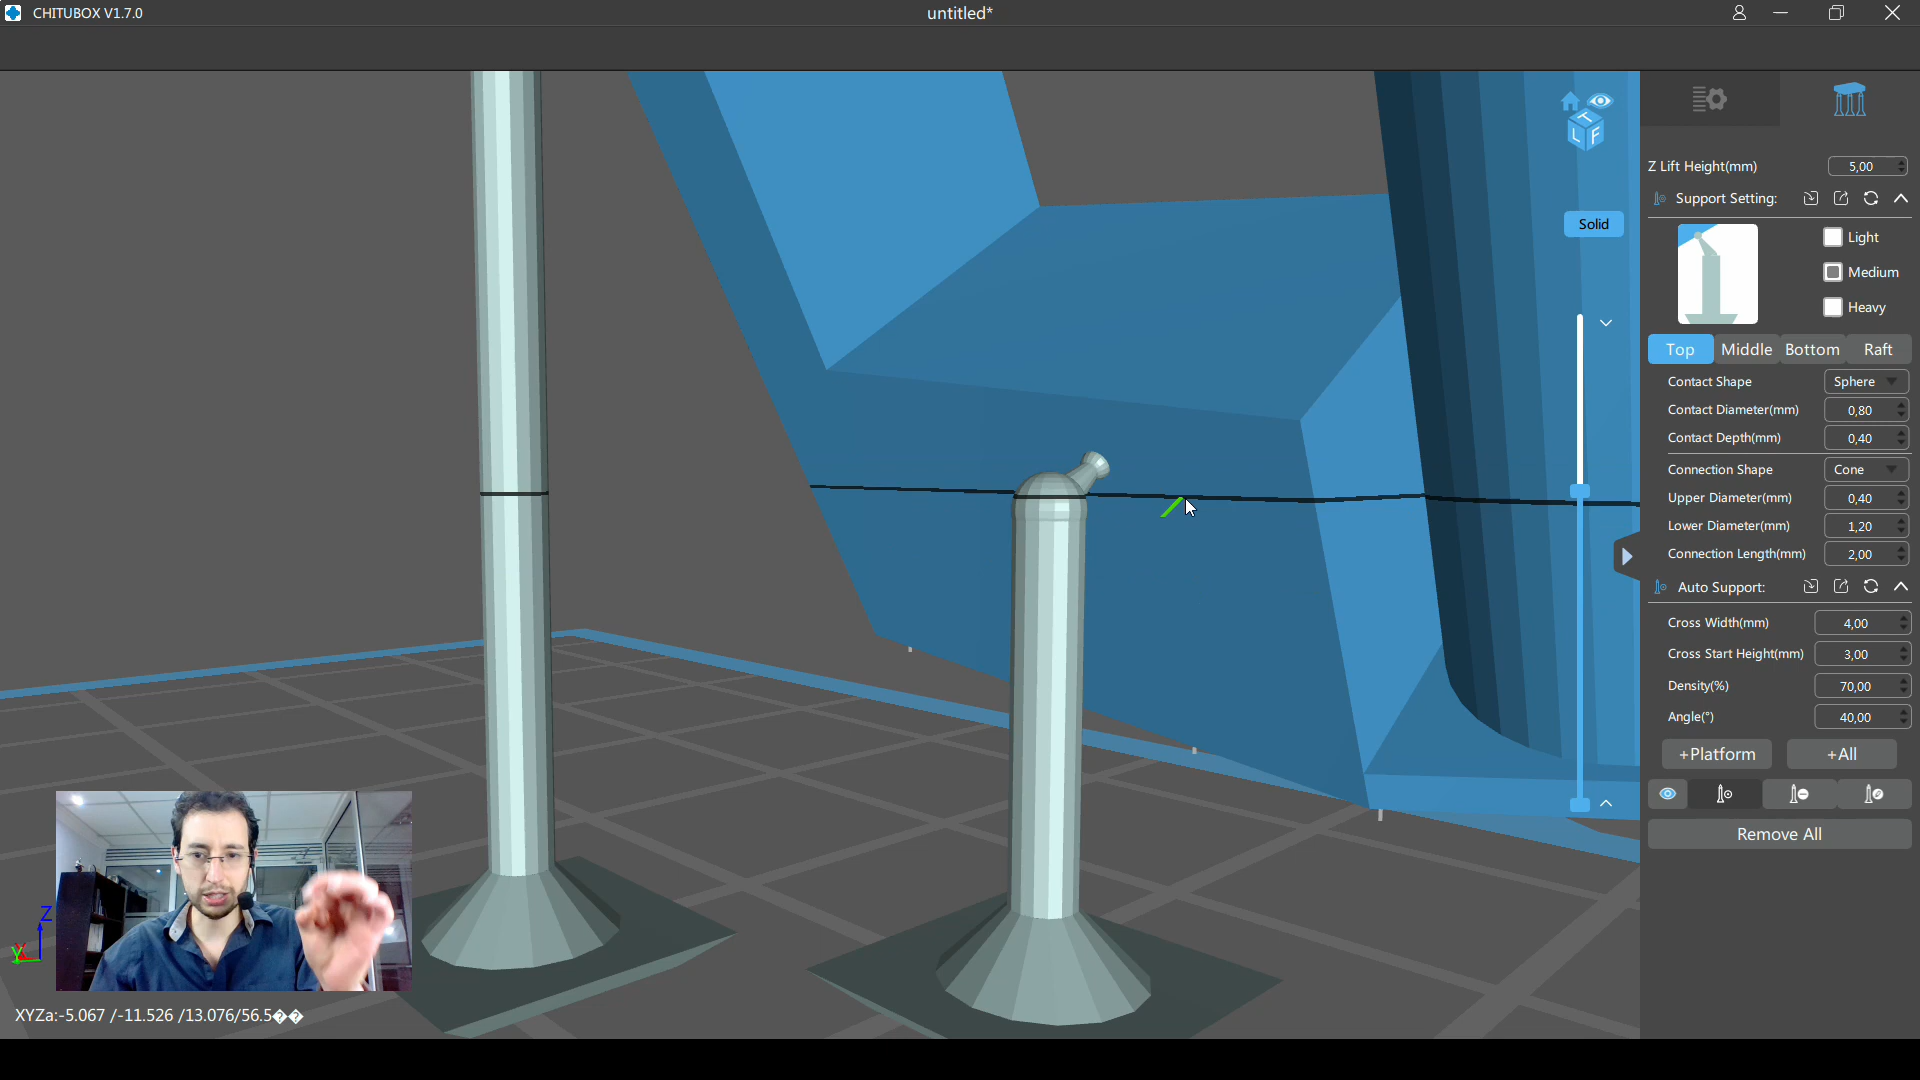 CHITUBOX V1.7.0
untitled*
T
L F
Solid
Z Lift Height(mm) 5,00
Support Setting:
Light
Medium
Heavy
Top Middle Bottom Raft
Contact Shape Sphere
Contact Diameter(mm) 0,80
Contact Depth(mm) 0,40
Connection Shape Cone
Upper Diameter(mm) 0,40
Lower Diameter(mm) 1,20
Connection Length(mm) 2,00
Auto Support:
Cross Width(mm) 4,00
Cross Start Height(mm) 3,00
Density(%) 70,00
Angle(°) 40,00
+Platform +All
Remove All
Z
Y
XYZa:-5.067 /-11.526 /13.076/56.5��